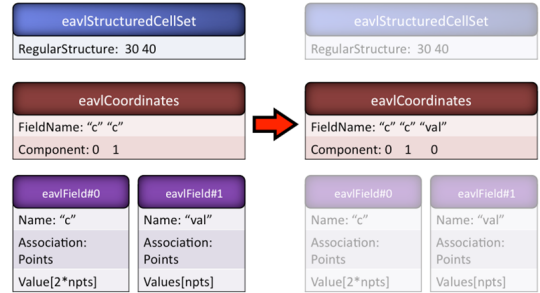 eavlStructuredCellSet
RegularStructure: 30 40
eavlCoordinates
FieldName: “c” “c”
Component: 0 1
eavlField#0
Name: “c”
Association:
Points
Value[2*npts]
eavlField#1
Name: “val”
Association:
Points
Values[npts]
eavlStructuredCellSet
RegularStructure: 30 40
eavlCoordinates
FieldName: “c” “c” “val”
Component: 0 1 0
eavlField#0
Name: “c”
Association:
Points
Value[2*npts]
eavlField#1
Name: “val”
Association:
Points
Values[npts]